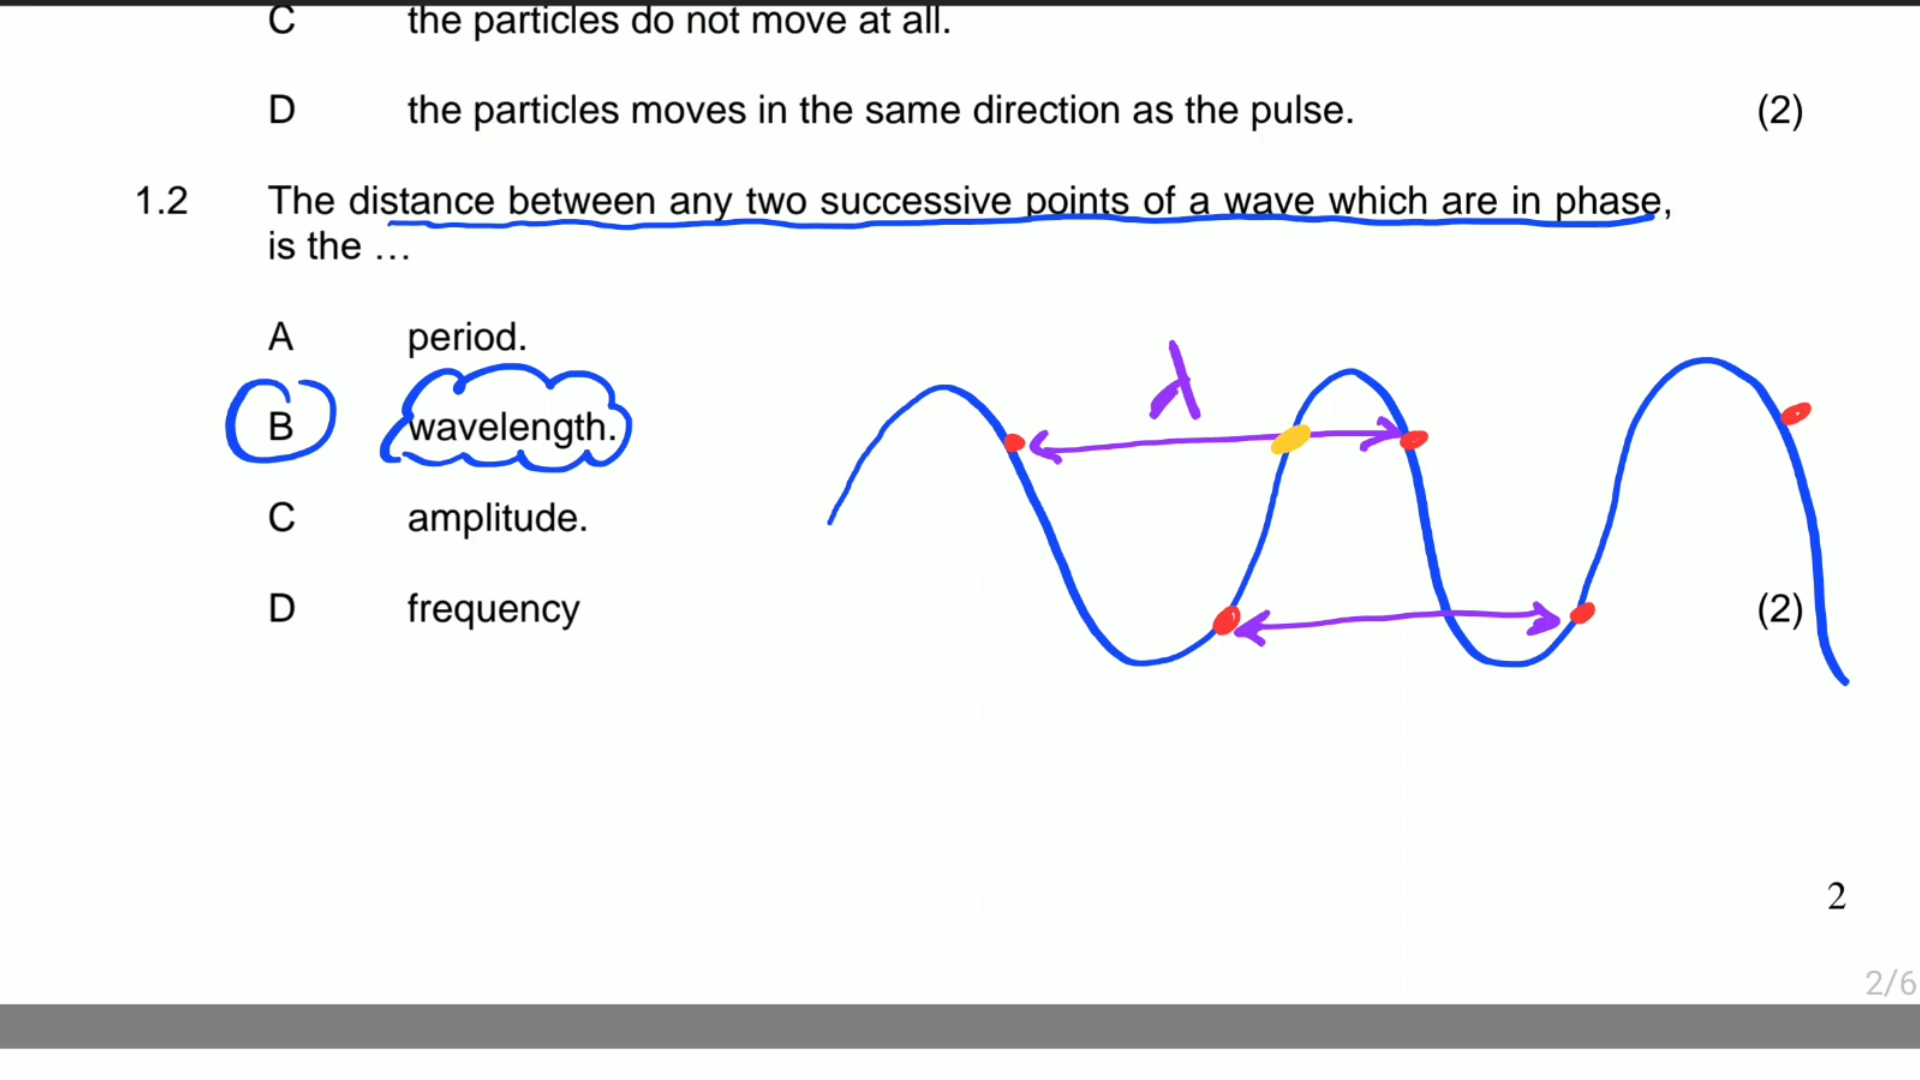 C the particles do not move at all.
D the particles moves in the same direction as the pulse. (2)
1.2 The distance between any two successive points of a wave which are in phase,
is the ...
A period.
B wavelength.
λ
C amplitude.
D frequency (2)
2
2/6